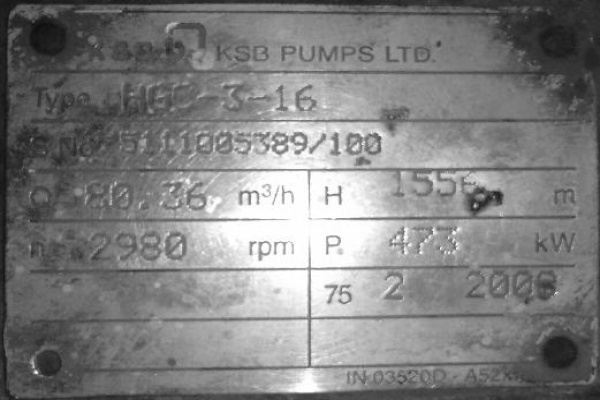 KSB KSB PUMPS LTD.
Type HGC-3-16
S No 5111005389/100
Q 80.36 m³/h H 1556 m
n 2980 rpm P. 473 kW
75 2 2008
IN 03520D - A52X